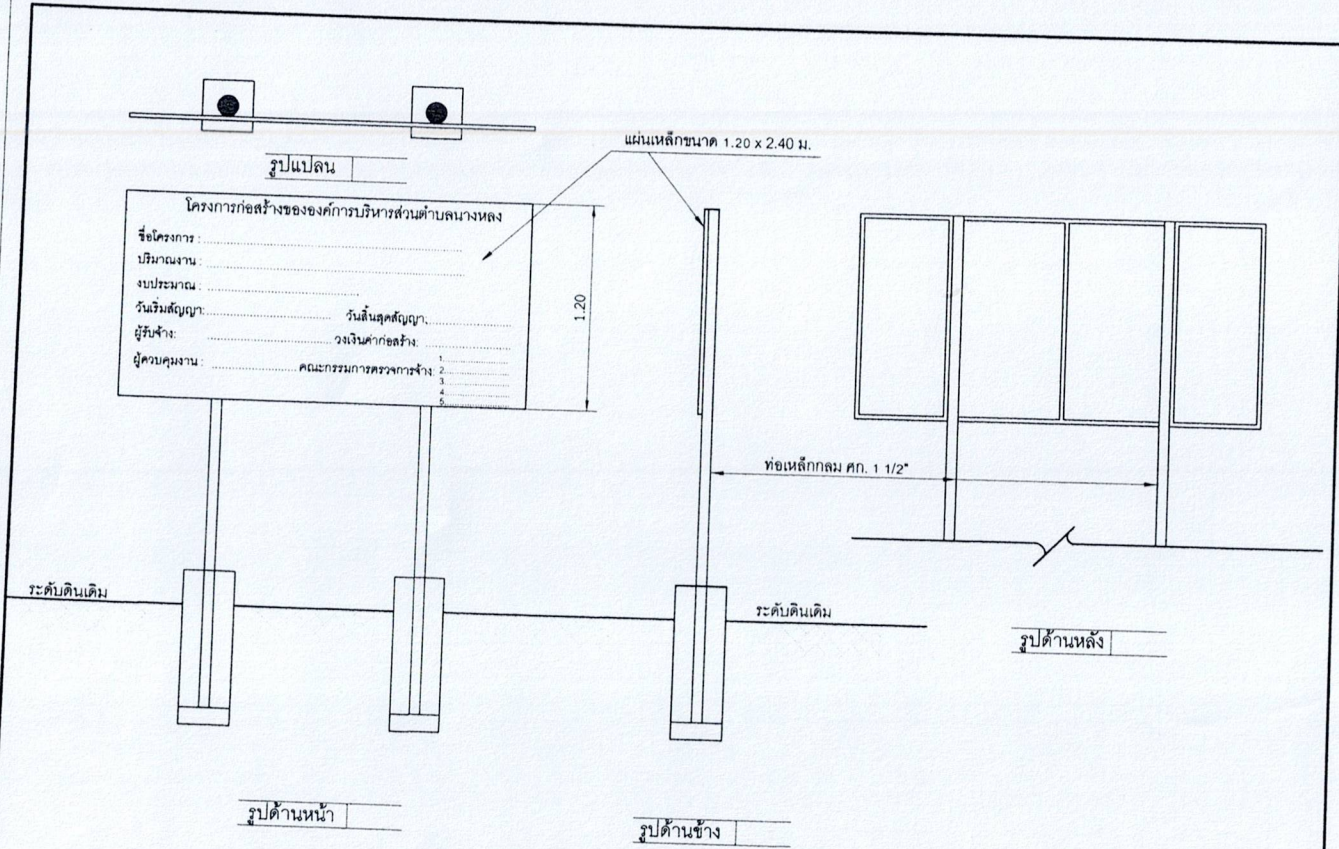 รูปแปลน
แผ่นเหล็กขนาด 1.20 x 2.40 ม.
โครงการก่อสร้างขององค์การบริหารส่วนตำบลนางหลง
ชื่อโครงการ :
ปริมาณงาน :
งบประมาณ :
วันเริ่มสัญญา: วันสิ้นสุดสัญญา:
ผู้รับจ้าง: วงเงินค่าก่อสร้าง:
ผู้ควบคุมงาน : คณะกรรมการตรวจการจ้าง: 1.
2.
3.
4.
5.
1.20
ท่อเหล็กกลม ศก. 1 1/2"
ระดับดินเดิม
ระดับดินเดิม
รูปด้านหลัง
รูปด้านหน้า
รูปด้านข้าง